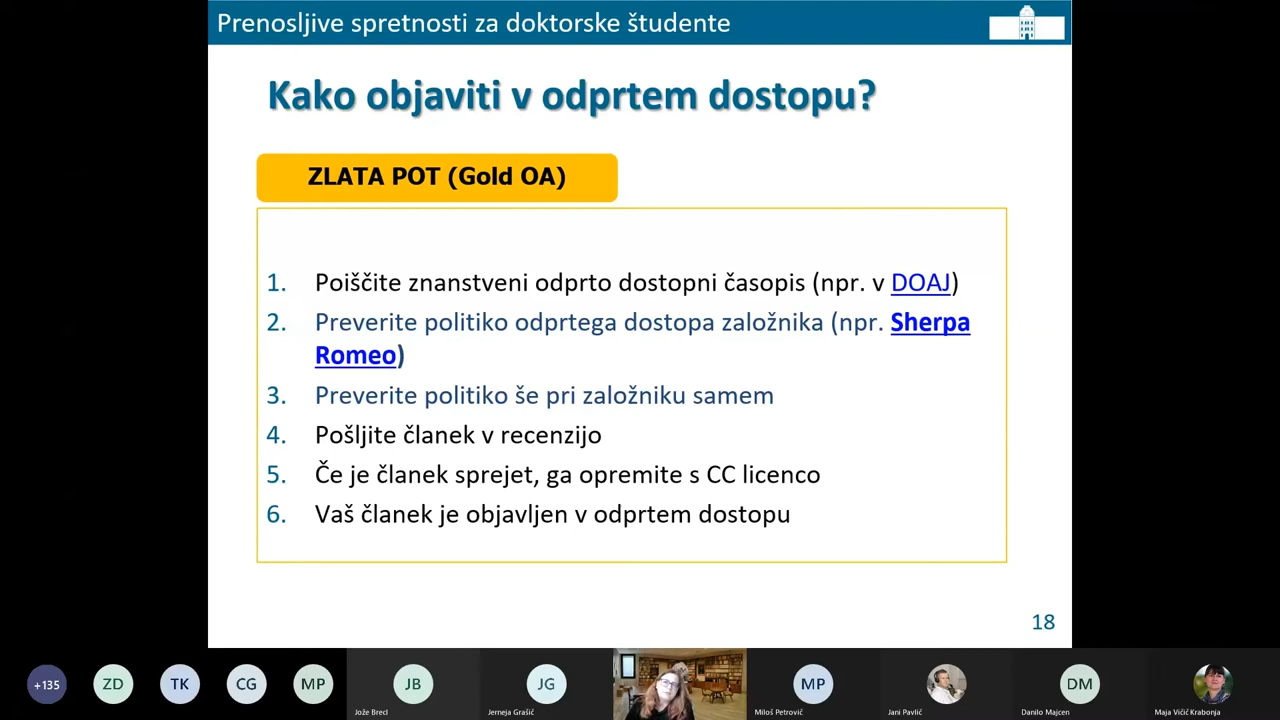 Prenosljive spretnosti za doktorske študente
Kako objaviti v odprtem dostopu?
ZLATA POT (Gold OA)
1. Poiščite znanstveni odprto dostopni časopis (npr. v DOAJ)
2. Preverite politiko odprtega dostopa založnika (npr. Sherpa
Romeo)
3. Preverite politiko še pri založniku samem
4. Pošljite članek v recenzijo
5. Če je članek sprejet, ga opremite s CC licenco
6. Vaš članek je objavljen v odprtem dostopu
18
+135 ZD TK CG MP JB JG MP DM
Jože Brecl Jerneja Grašić Miloš Petrovič Jani Pavlič Danilo Majcen Maja Vičič Krabonja